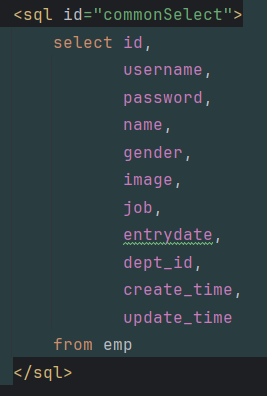 <sql id="commonSelect">
select id,
username,
password,
name,
gender,
image,
job,
entrydate,
dept_id,
create_time,
update_time
from emp
</sql>